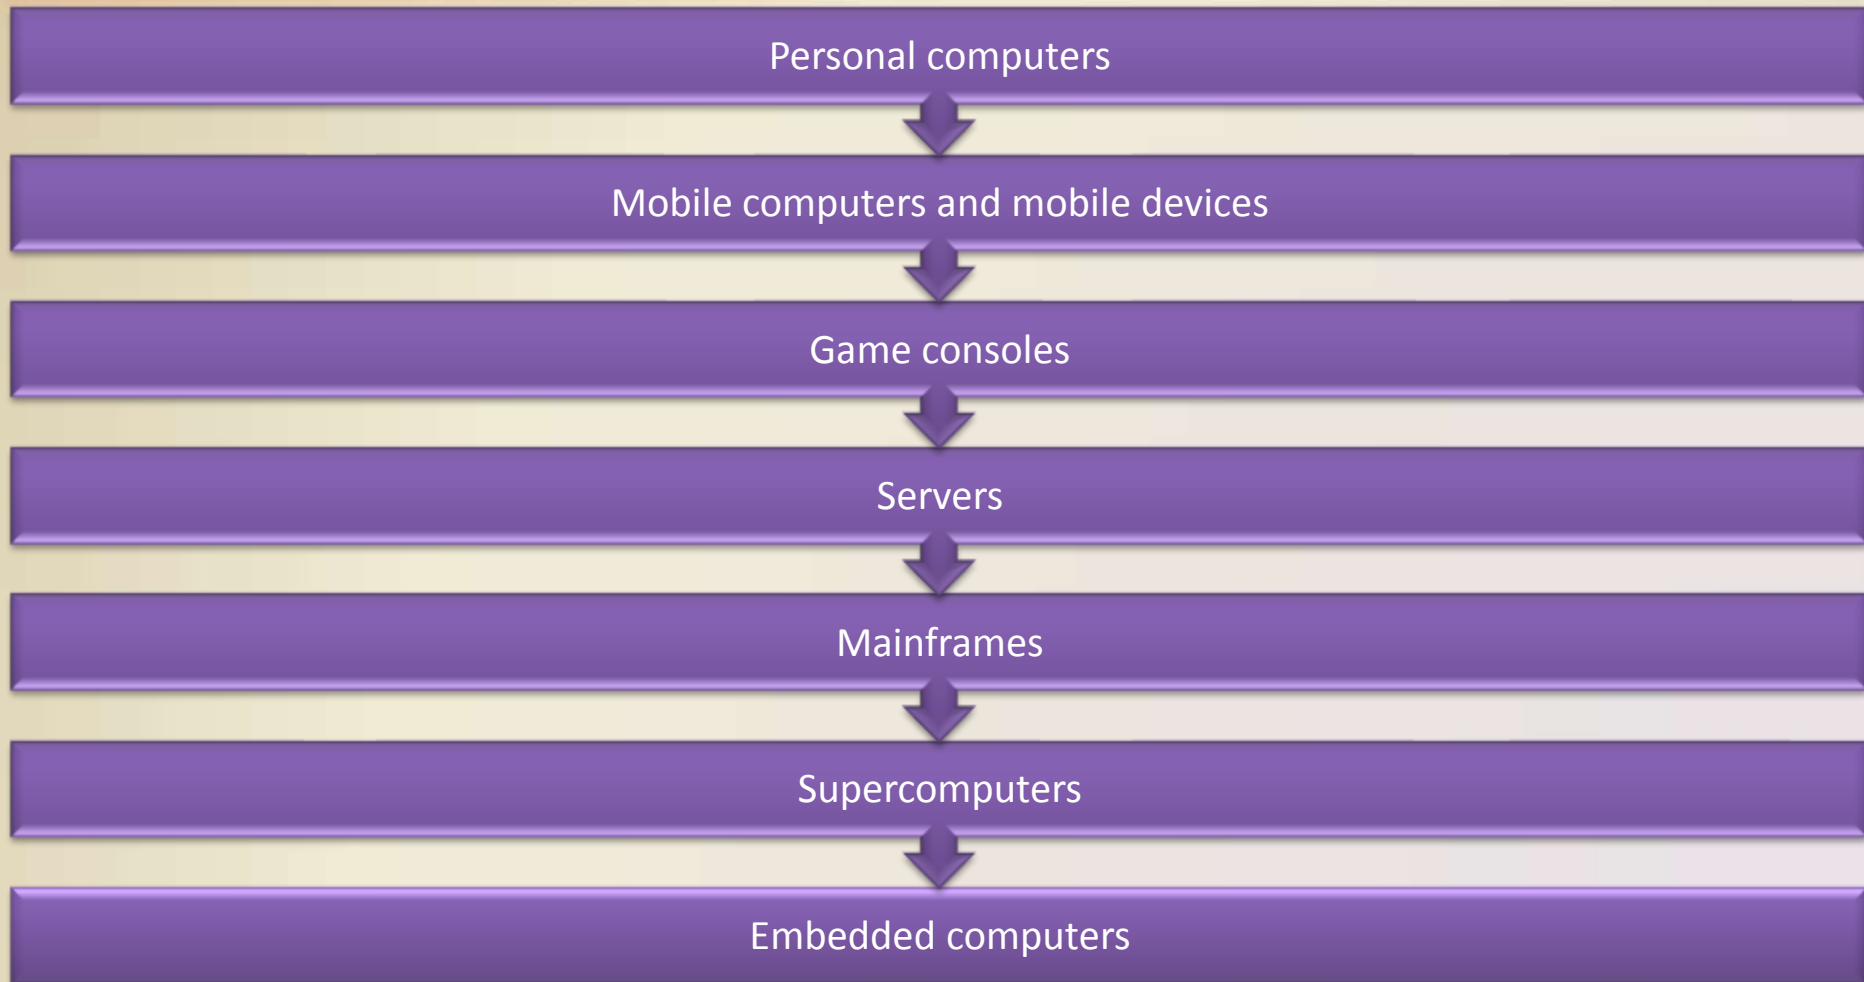 Personal computers
Mobile computers and mobile devices
Game consoles
Servers
Mainframes
Supercomputers
Embedded computers